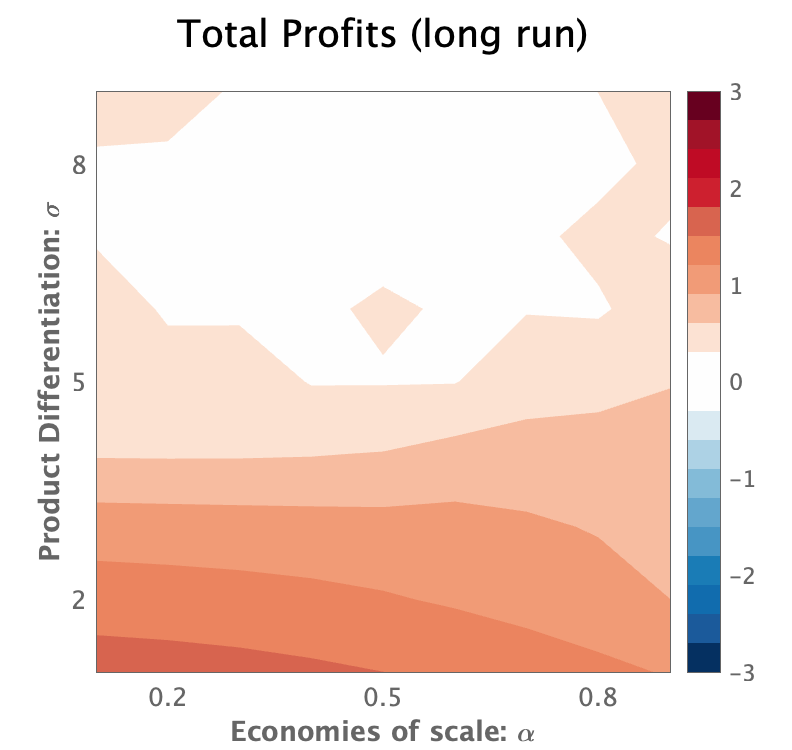 Total Profits (long run)
3
8
2
1
0
5
−1
−2
2
−3
0.2 0.5 0.8
Product Differentiation: σ
Economies of scale: α